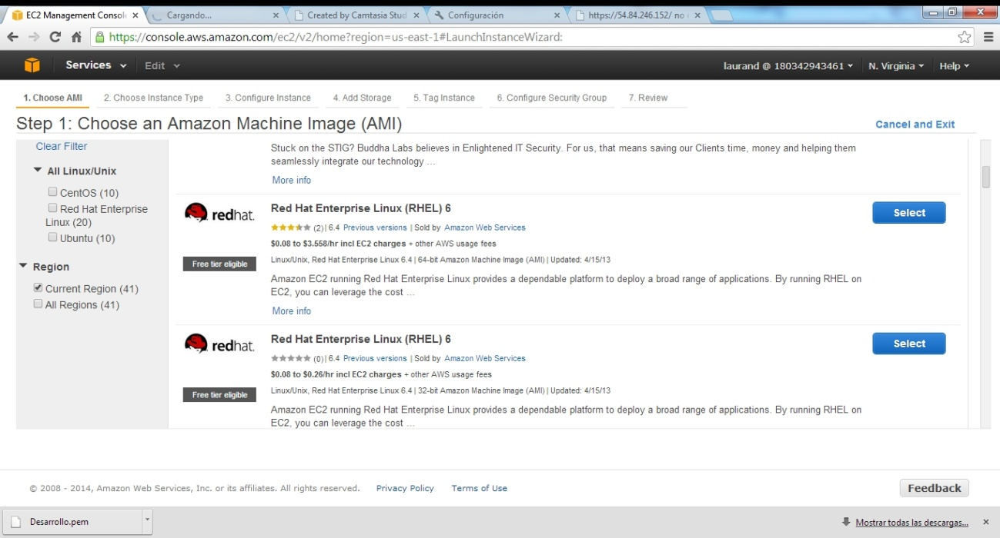 EC2 Management Consol
Cargando...
Created by Camtasia Stud
Configuración
https://54.84.246.152/ no
https://console.aws.amazon.com/ec2/v2/home?region=us-east-1#LaunchInstanceWizard:
Services Edit laurand @ 180342943461 N. Virginia Help
1. Choose AMI 2. Choose Instance Type 3. Configure Instance 4. Add Storage 5. Tag Instance 6. Configure Security Group 7. Review
Step 1: Choose an Amazon Machine Image (AMI)
Cancel and Exit
Clear Filter
All Linux/Unix
CentOS (10)
Red Hat Enterprise
Linux (20)
Ubuntu (10)
Region
Current Region (41)
All Regions (41)
Stuck on the STIG? Buddha Labs believes in Enlightened IT Security. For us, that means saving our Clients time, money and helping them
seamlessly integrate our technology ...
More info
redhat.
Free tier eligible
Red Hat Enterprise Linux (RHEL) 6
(2)| 6.4 Previous versions | Sold by Amazon Web Services
$0.08 to $3.558/hr incl EC2 charges + other AWS usage fees
Linux/Unix, Red Hat Enterprise Linux 6.4 | 64-bit Amazon Machine Image (AMI) | Updated: 4/15/13
Amazon EC2 running Red Hat Enterprise Linux provides a dependable platform to deploy a broad range of applications. By running RHEL on
EC2, you can leverage the cost ...
More info
Select
redhat.
Free tier eligible
Red Hat Enterprise Linux (RHEL) 6
(0)| 6.4 Previous versions | Sold by Amazon Web Services
$0.08 to $0.26/hr incl EC2 charges + other AWS usage fees
Linux/Unix, Red Hat Enterprise Linux 6.4 | 32-bit Amazon Machine Image (AMI) | Updated: 4/15/13
Amazon EC2 running Red Hat Enterprise Linux provides a dependable platform to deploy a broad range of applications. By running RHEL on
EC2, you can leverage the cost ...
Select
© 2008 - 2014, Amazon Web Services, Inc. or its affiliates. All rights reserved. Privacy Policy Terms of Use
Feedback
Desarrollo.pem
Mostrar todas las descargas...